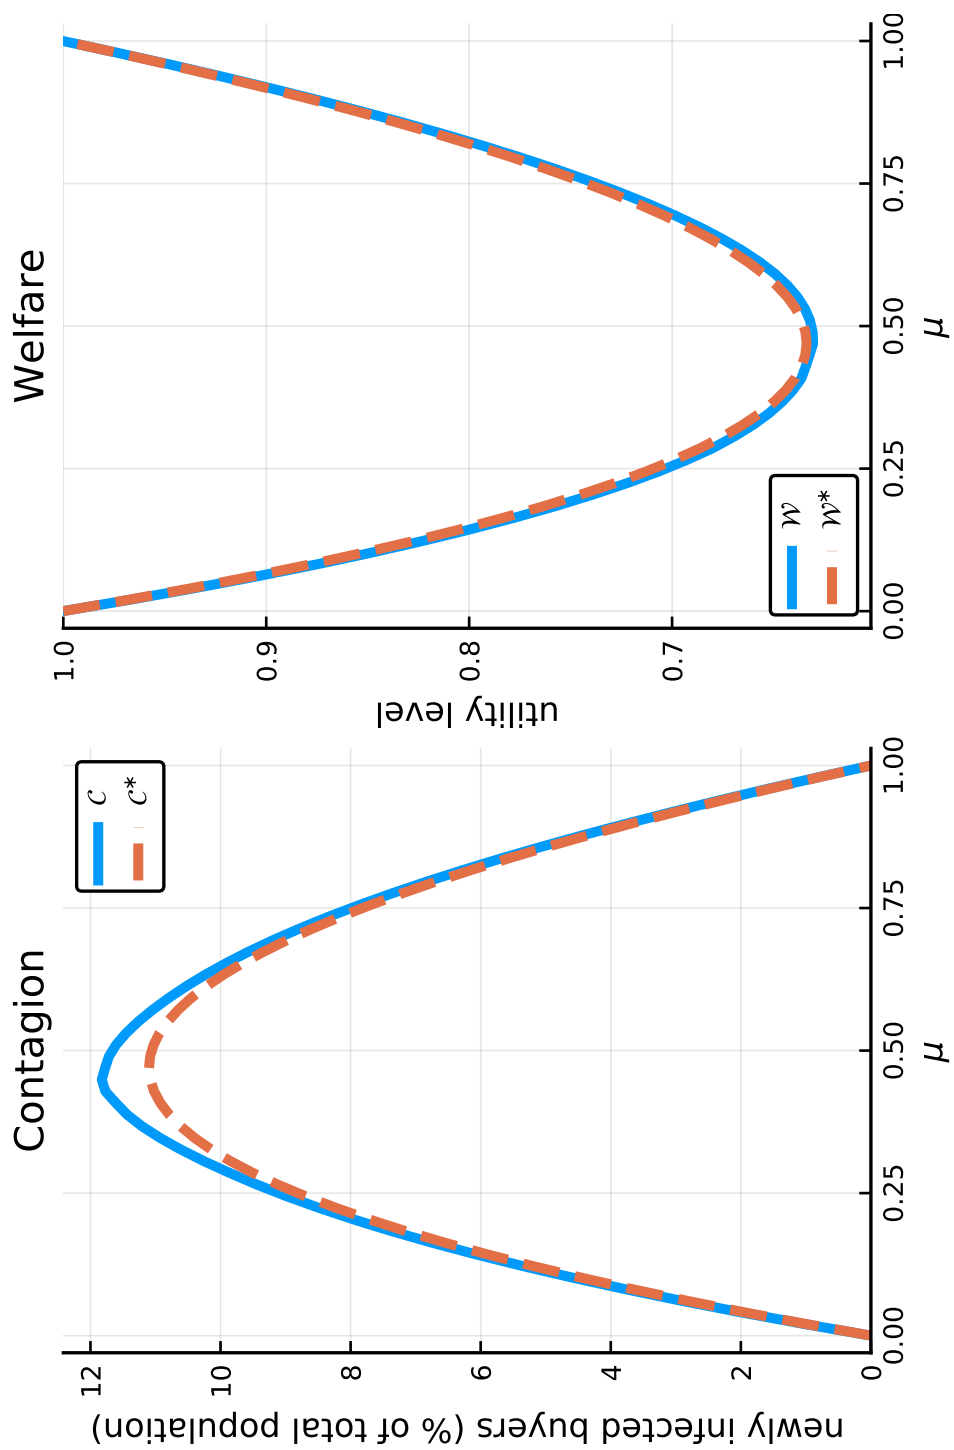 Contagion
newly infected buyers (% of total population)
12
10
8
6
4
2
0
0.00
0.25
0.50
0.75
1.00
μ
𝒞
𝒞*
Welfare
utility level
1.0
0.9
0.8
0.7
0.00
0.25
0.50
0.75
1.00
μ
𝒲
𝒲*